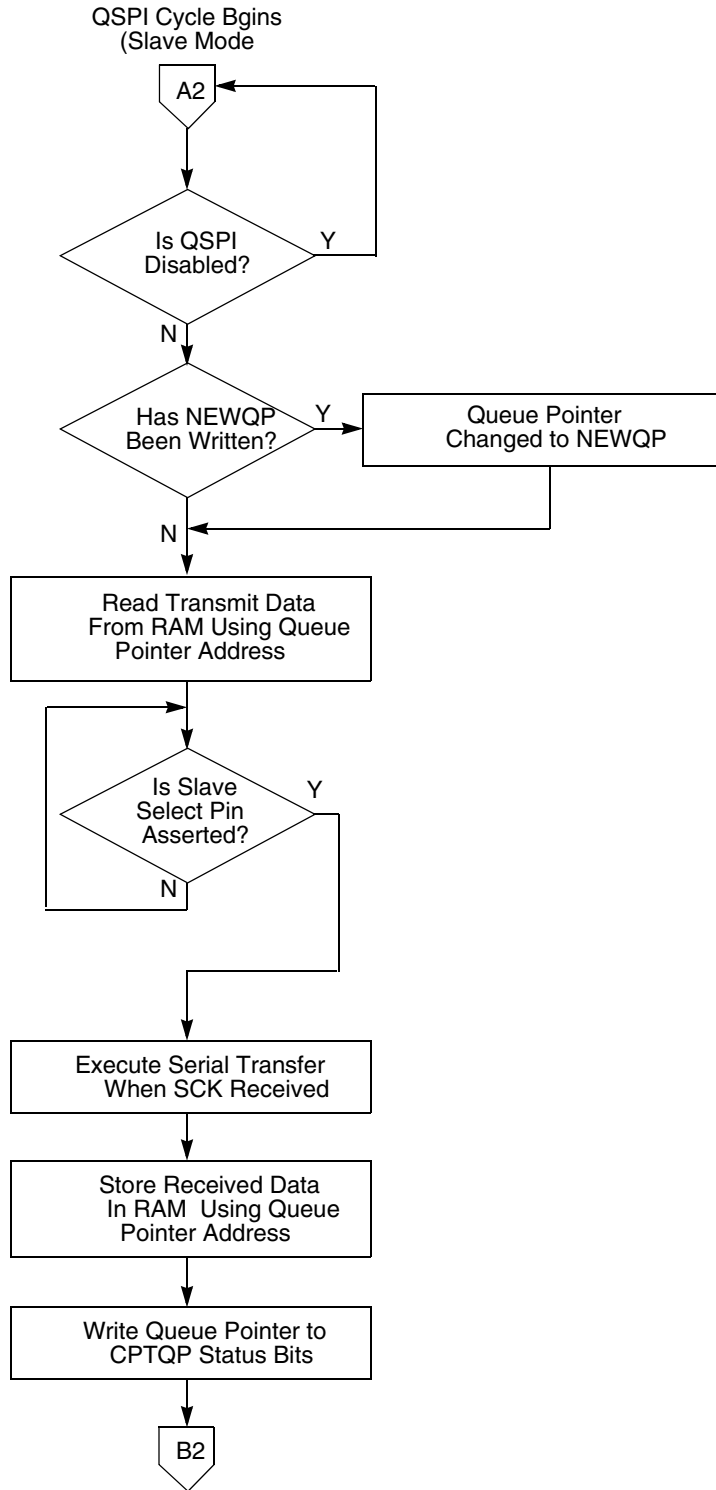 QSPI Cycle Bgins
(Slave Mode
A2
Is QSPI
Disabled?
Y
N
Has NEWQP
Been Written?
Y
Queue Pointer
Changed to NEWQP
N
Read Transmit Data
From RAM Using Queue
Pointer Address
Is Slave
Select Pin
Asserted?
Y
N
Execute Serial Transfer
When SCK Received
Store Received Data
In RAM Using Queue
Pointer Address
Write Queue Pointer to
CPTQP Status Bits
B2